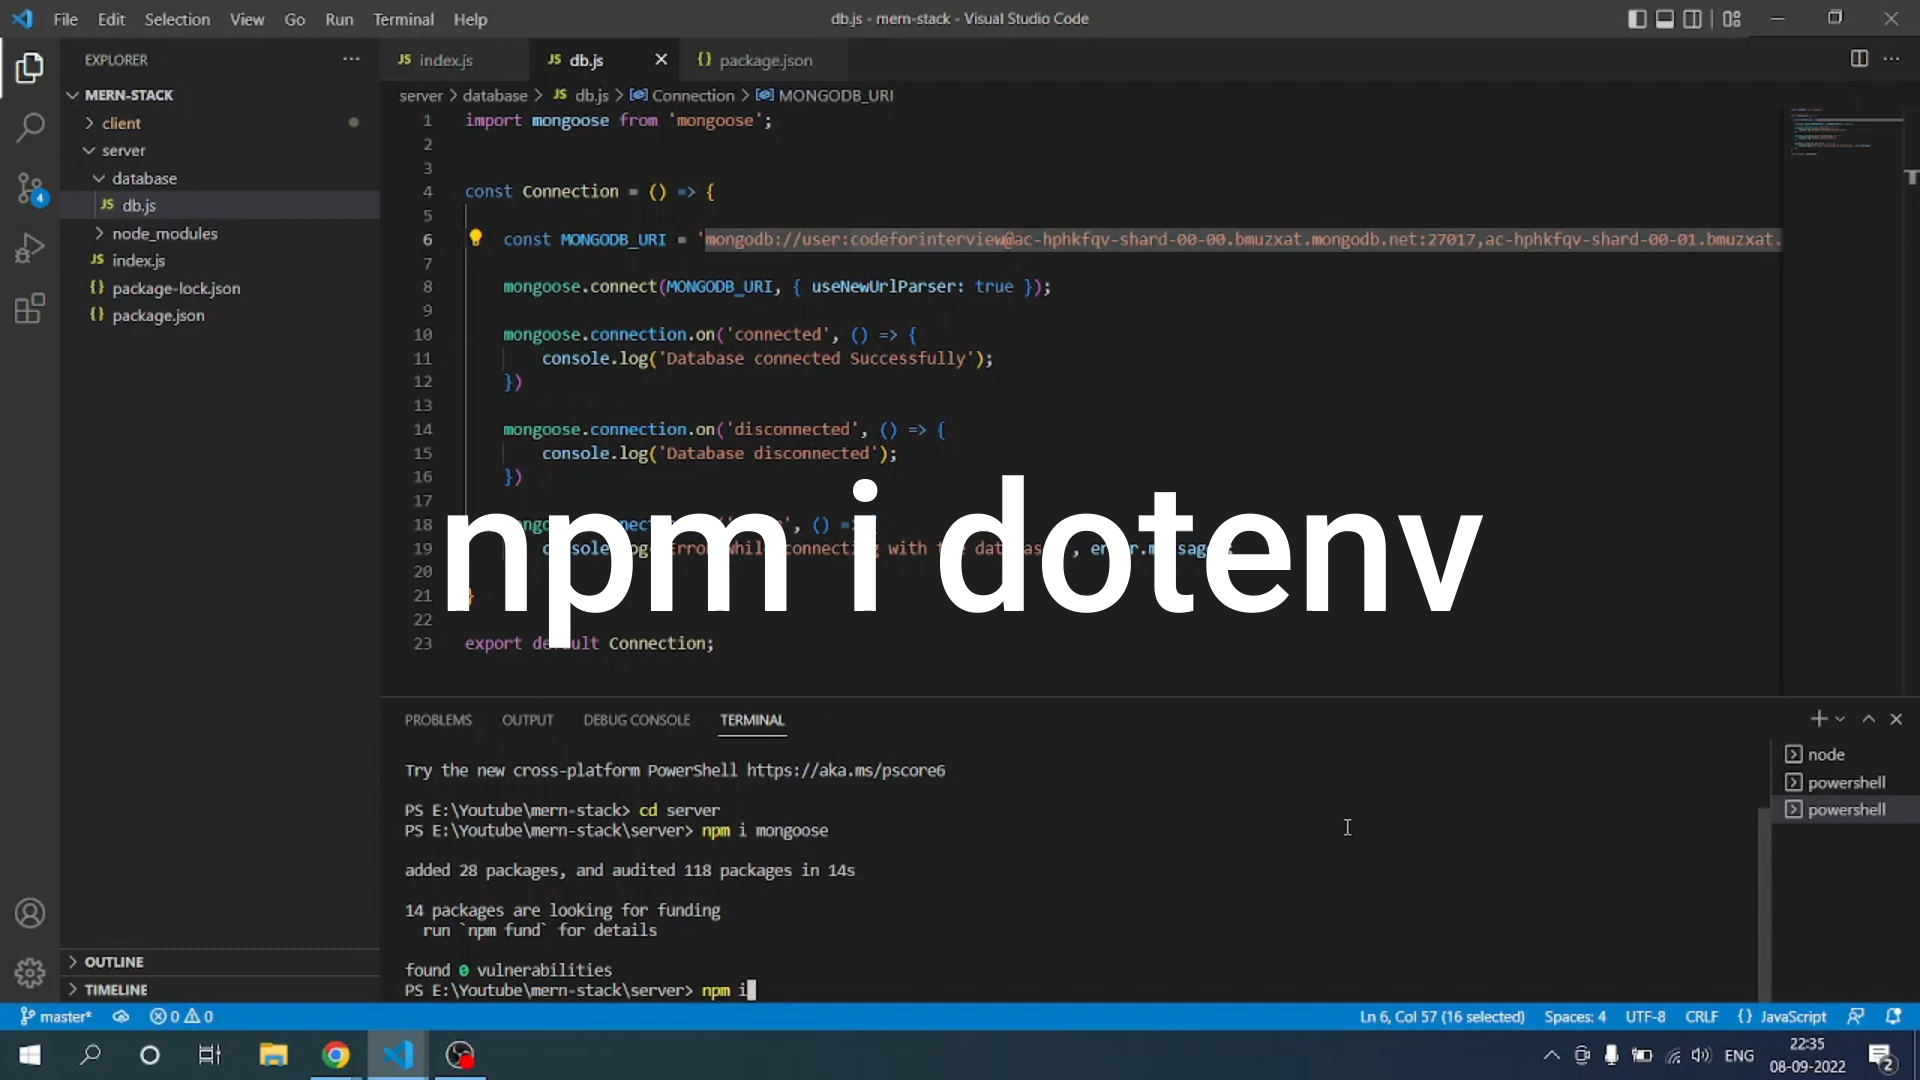 File Edit Selection View Go Run Terminal Help
db.js - mern-stack - Visual Studio Code
EXPLORER
MERN-STACK
client
server
database
JS db.js
node_modules
JS index.js
{} package-lock.json
{} package.json
OUTLINE
TIMELINE
4
JS index.js
JS db.js
{} package.json
server > database > JS db.js > Connection > MONGODB_URI
1 import mongoose from 'mongoose';
2
3
4 const Connection = () => {
5
6 const MONGODB_URI = 'mongodb://user:codeforinterview@ac-hphkfqv-shard-00-00.bmuzxat.mongodb.net:27017,ac-hphkfqv-shard-00-01.bmuzxat.
7
8 mongoose.connect(MONGODB_URI, { useNewUrlParser: true });
9
10 mongoose.connection.on('connected', () => {
11 console.log('Database connected Successfully');
12 })
13
14 mongoose.connection.on('disconnected', () => {
15 console.log('Database disconnected');
16 })
17
18 , () =>
19 while connecting with
20
21 }
22
23 export Connection;
npm i dotenv
PROBLEMS OUTPUT DEBUG CONSOLE TERMINAL
Try the new cross-platform PowerShell https://aka.ms/pscore6
PS E:\Youtube\mern-stack> cd server
PS E:\Youtube\mern-stack\server> npm i mongoose
added 28 packages, and audited 118 packages in 14s
14 packages are looking for funding
run `npm fund` for details
found 0 vulnerabilities
PS E:\Youtube\mern-stack\server> npm i
node
powershell
powershell
master* 0 0
Ln 6, Col 57 (16 selected) Spaces: 4 UTF-8 CRLF {} JavaScript
ENG
22:35
08-09-2022
2